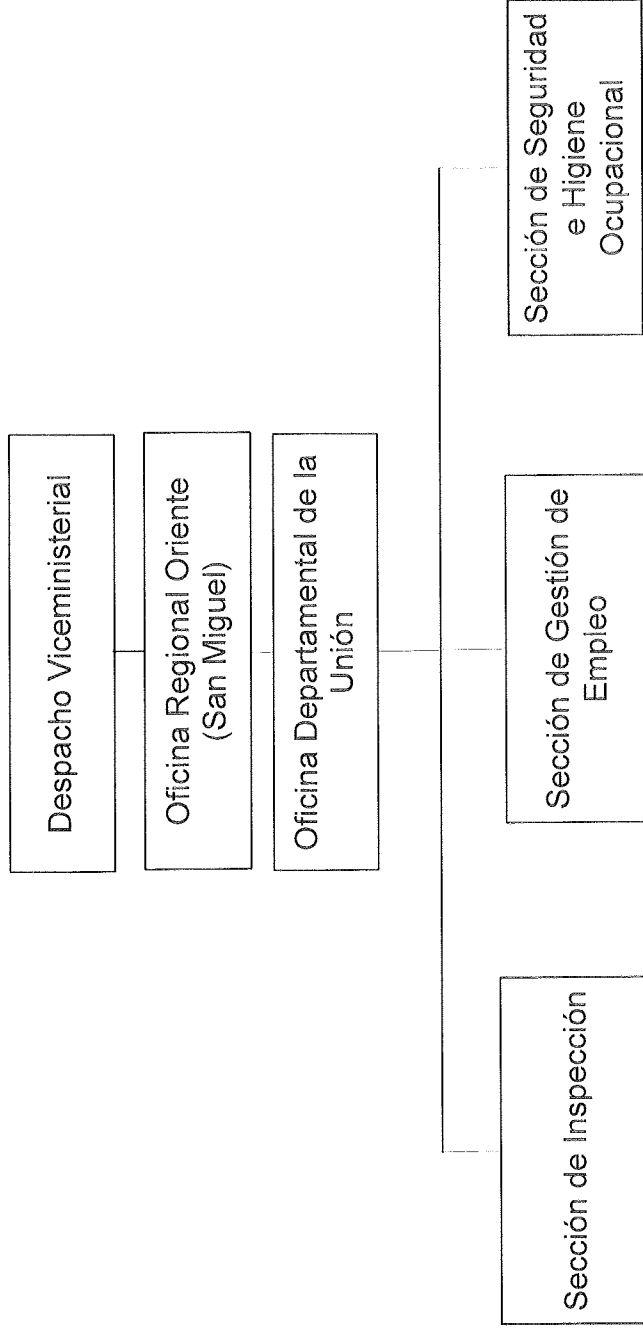 Despacho Viceministerial
Oficina Regional Oriente
(San Miguel)
Oficina Departamental de la
Unión
Sección de Inspección
Sección de Gestión de
Empleo
Sección de Seguridad
e Higiene
Ocupacional